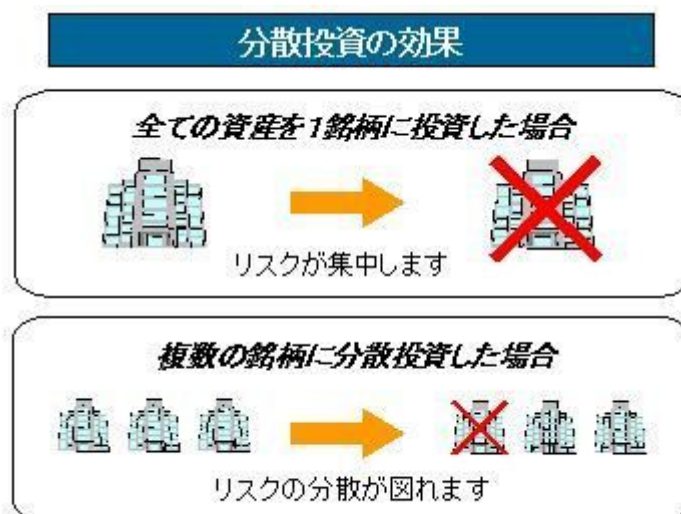 分散投資の効果
全ての資産を1銘柄に投資した場合
リスクが集中します
複数の銘柄に分散投資した場合
リスクの分散が図れます